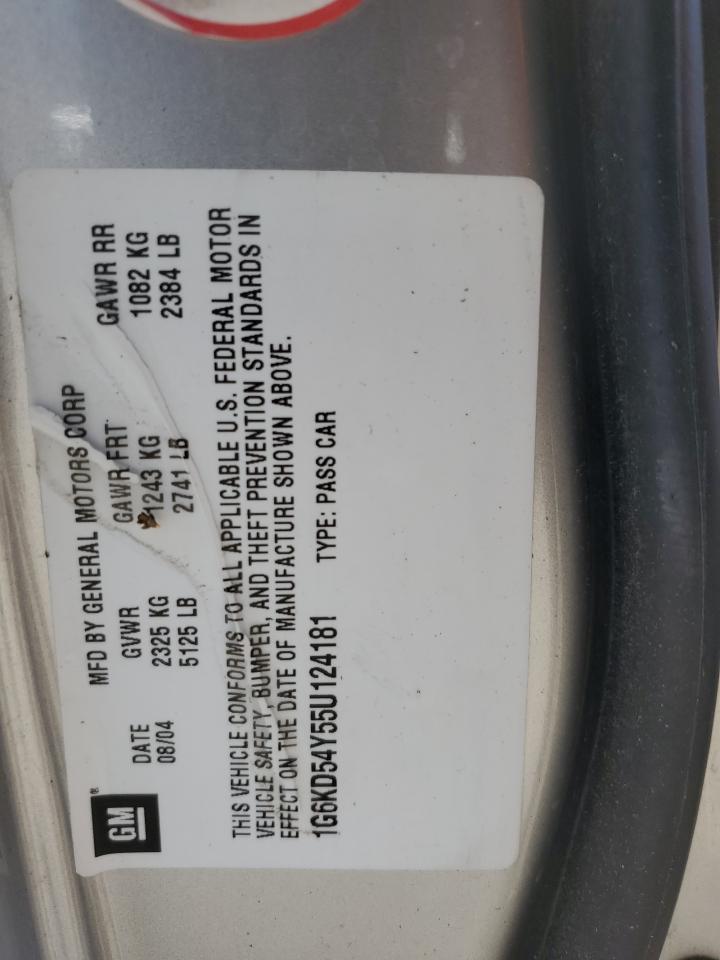 GM®
MFD BY GENERAL MOTORS CORP
DATE GVWR GAWR FRT GAWR RR
08/04 2325 KG 1243 KG 1082 KG
5125 LB 2741 LB 2384 LB
THIS VEHICLE CONFORMS TO ALL APPLICABLE U.S. FEDERAL MOTOR
VEHICLE SAFETY, BUMPER, AND THEFT PREVENTION STANDARDS IN
EFFECT ON THE DATE OF MANUFACTURE SHOWN ABOVE.
1G6KD54Y55U124181 TYPE: PASS CAR